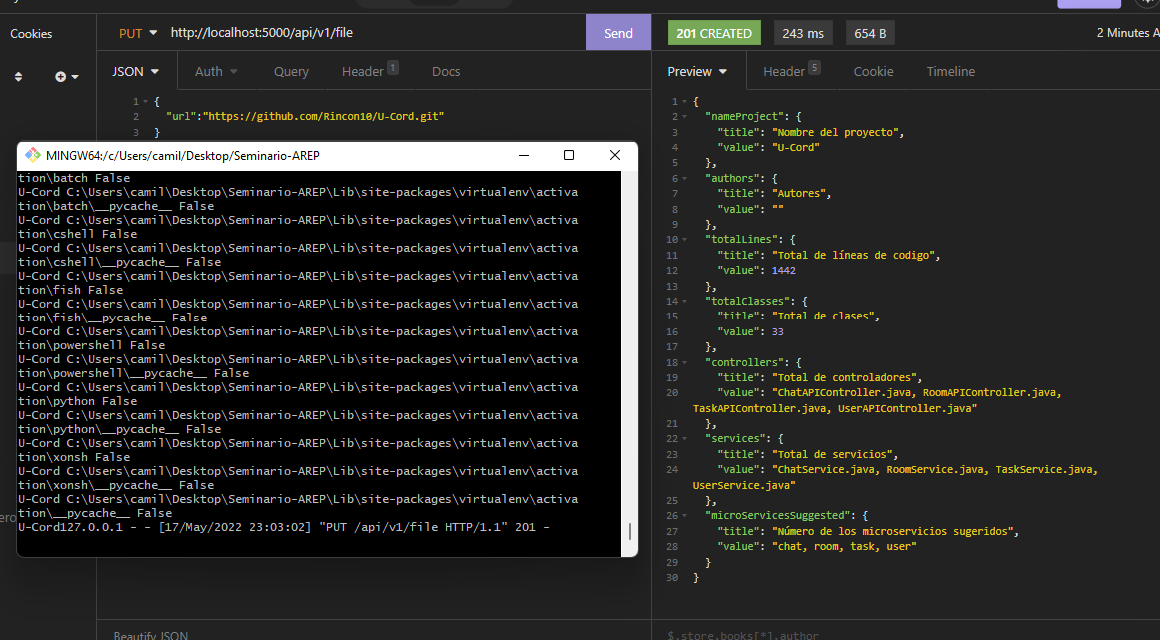 Cookies
PUT http://localhost:5000/api/v1/file Send
201 CREATED 243 ms 654 B 2 Minutes A
JSON Auth Query Header 1 Docs
Preview Header 5 Cookie Timeline
1 {
2 "url":"https://github.com/Rincon10/U-Cord.git"
3 }
MINGW64:/c/Users/camil/Desktop/Seminario-AREP
tion\batch False
U-Cord C:\Users\camil\Desktop\Seminario-AREP\Lib\site-packages\virtualenv\activa
tion\batch\__pycache__ False
U-Cord C:\Users\camil\Desktop\Seminario-AREP\Lib\site-packages\virtualenv\activa
tion\cshell False
U-Cord C:\Users\camil\Desktop\Seminario-AREP\Lib\site-packages\virtualenv\activa
tion\cshell\__pycache__ False
U-Cord C:\Users\camil\Desktop\Seminario-AREP\Lib\site-packages\virtualenv\activa
tion\fish False
U-Cord C:\Users\camil\Desktop\Seminario-AREP\Lib\site-packages\virtualenv\activa
tion\fish\__pycache__ False
U-Cord C:\Users\camil\Desktop\Seminario-AREP\Lib\site-packages\virtualenv\activa
tion\powershell False
U-Cord C:\Users\camil\Desktop\Seminario-AREP\Lib\site-packages\virtualenv\activa
tion\powershell\__pycache__ False
U-Cord C:\Users\camil\Desktop\Seminario-AREP\Lib\site-packages\virtualenv\activa
tion\python False
U-Cord C:\Users\camil\Desktop\Seminario-AREP\Lib\site-packages\virtualenv\activa
tion\python\__pycache__ False
U-Cord C:\Users\camil\Desktop\Seminario-AREP\Lib\site-packages\virtualenv\activa
tion\xonsh False
U-Cord C:\Users\camil\Desktop\Seminario-AREP\Lib\site-packages\virtualenv\activa
tion\xonsh\__pycache__ False
U-Cord C:\Users\camil\Desktop\Seminario-AREP\Lib\site-packages\virtualenv\activa
tion\__pycache__ False
U-Cord127.0.0.1 - - [17/May/2022 23:03:02] "PUT /api/v1/file HTTP/1.1" 201 -
Beautify JSON
1 {
2 "nameProject": {
3 "title": "Nombre del proyecto",
4 "value": "U-Cord"
5 },
6 "authors": {
7 "title": "Autores",
8 "value": ""
9 },
10 "totalLines": {
11 "title": "Total de líneas de codigo",
12 "value": 1442
13 },
14 "totalClasses": {
15 "title": "Total de clases",
16 "value": 33
17 },
18 "controllers": {
19 "title": "Total de controladores",
20 "value": "ChatAPIController.java, RoomAPIController.java,
TaskAPIController.java, UserAPIController.java"
21 },
22 "services": {
23 "title": "Total de servicios",
24 "value": "ChatService.java, RoomService.java, TaskService.java,
UserService.java"
25 },
26 "microServicesSuggested": {
27 "title": "Número de los microservicios sugeridos",
28 "value": "chat, room, task, user"
29 }
30 }
$.store.books[*].author